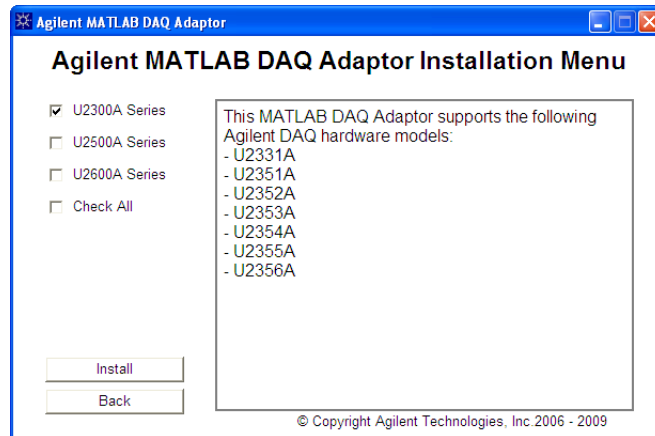 Agilent MATLAB DAQ Adaptor
Agilent MATLAB DAQ Adaptor Installation Menu
U2300A Series
U2500A Series
U2600A Series
Check All
This MATLAB DAQ Adaptor supports the following
Agilent DAQ hardware models:
- U2331A
- U2351A
- U2352A
- U2353A
- U2354A
- U2355A
- U2356A
Install
Back
© Copyright Agilent Technologies, Inc.2006 - 2009